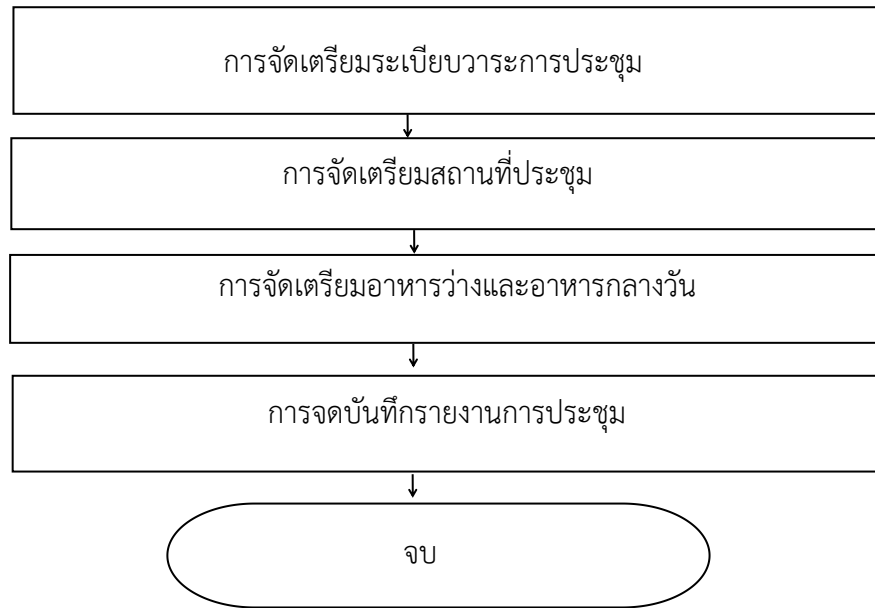 การจัดเตรียมระเบียบวาระการประชุม
การจัดเตรียมสถานที่ประชุม
การจัดเตรียมอาหารว่างและอาหารกลางวัน
การจดบันทึกรายงานการประชุม
จบ